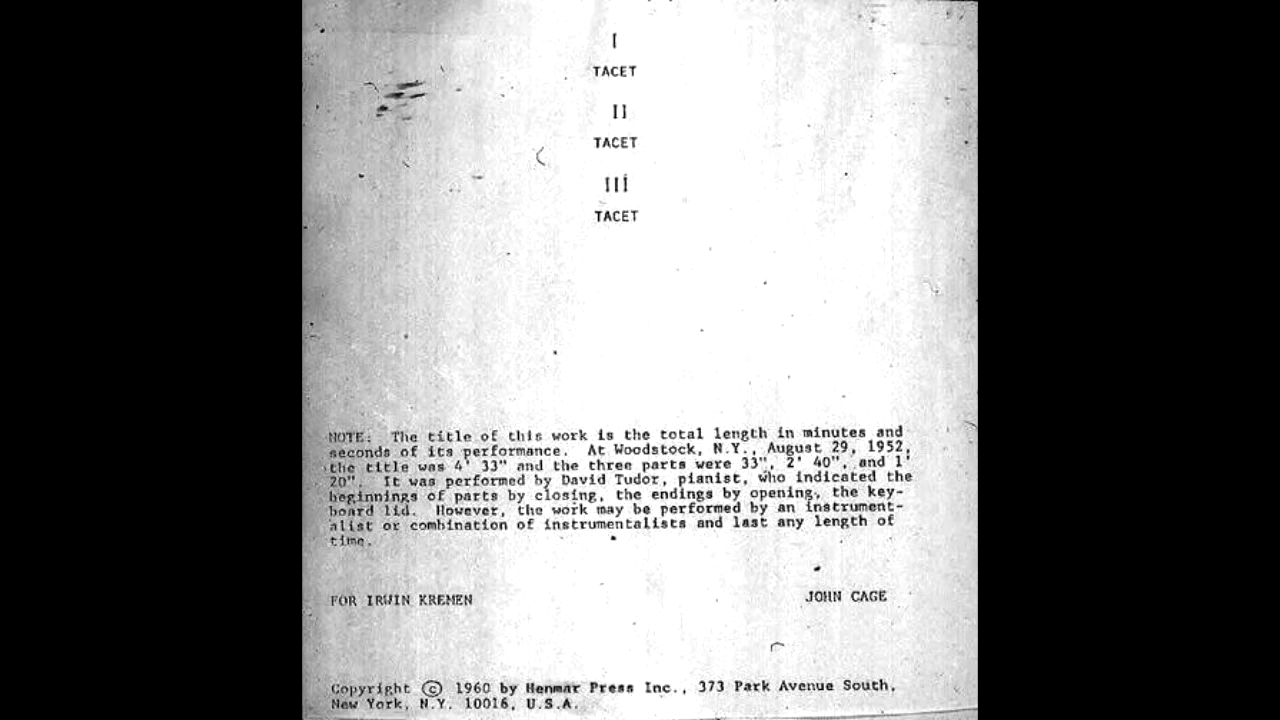 I
TACET
II
TACET
III
TACET
NOTE: The title of this work is the total length in minutes and
seconds of its performance. At Woodstock, N.Y., August 29, 1952,
the title was 4' 33" and the three parts were 33", 2' 40", and 1'
20". It was performed by David Tudor, pianist, who indicated the
beginnings of parts by closing, the endings by opening, the key-
board lid. However, the work may be performed by an instrument-
alist or combination of instrumentalists and last any length of
time.
FOR IRWIN KREMEN JOHN CAGE
Copyright © 1960 by Henmar Press Inc., 373 Park Avenue South,
New York, N.Y. 10016, U.S.A.